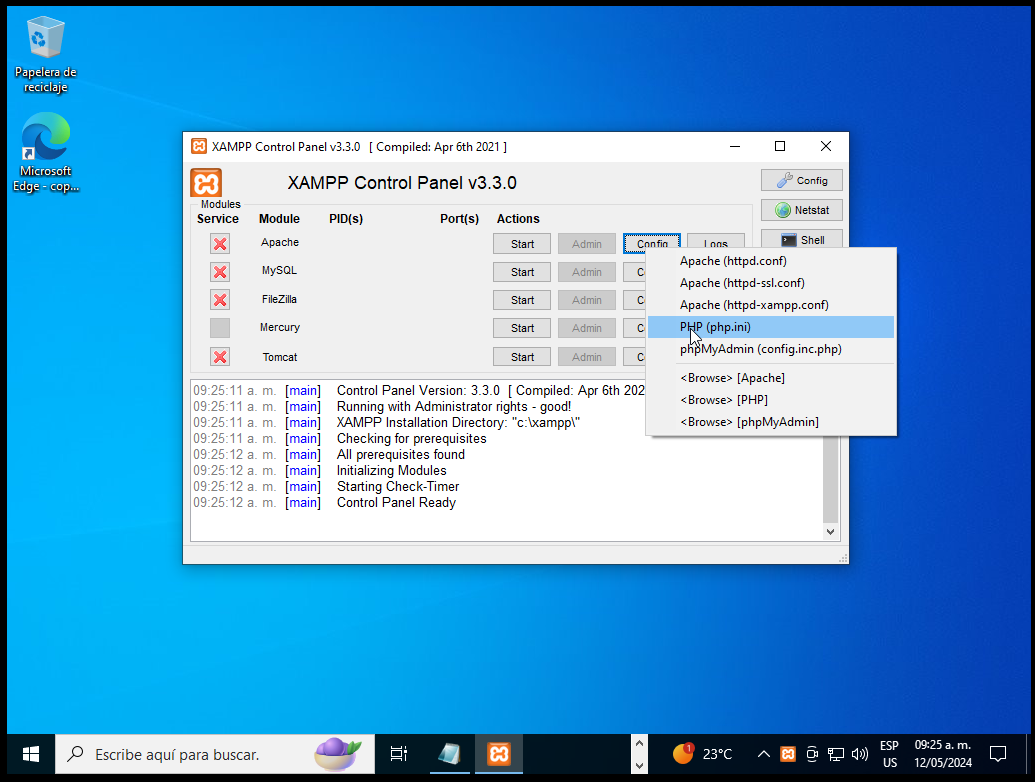 Papelera de
reciclaje
Microsoft
Edge - cop...
XAMPP Control Panel v3.3.0 [ Compiled: Apr 6th 2021 ]
XAMPP Control Panel v3.3.0
Config
Netstat
Shell
Modules
Service Module PID(s) Port(s) Actions
Apache Start Admin Config Logs
MySQL Start Admin
FileZilla Start Admin
Mercury Start Admin
Tomcat Start Admin
Apache (httpd.conf)
Apache (httpd-ssl.conf)
Apache (httpd-xampp.conf)
PHP (php.ini)
phpMyAdmin (config.inc.php)
<Browse> [Apache]
<Browse> [PHP]
<Browse> [phpMyAdmin]
09:25:11 a. m. [main] Control Panel Version: 3.3.0 [ Compiled: Apr 6th 202
09:25:11 a. m. [main] Running with Administrator rights - good!
09:25:11 a. m. [main] XAMPP Installation Directory: "c:\xampp\"
09:25:11 a. m. [main] Checking for prerequisites
09:25:12 a. m. [main] All prerequisites found
09:25:12 a. m. [main] Initializing Modules
09:25:12 a. m. [main] Starting Check-Timer
09:25:12 a. m. [main] Control Panel Ready
Escribe aquí para buscar.
1
23°C
ESP
US
09:25 a. m.
12/05/2024